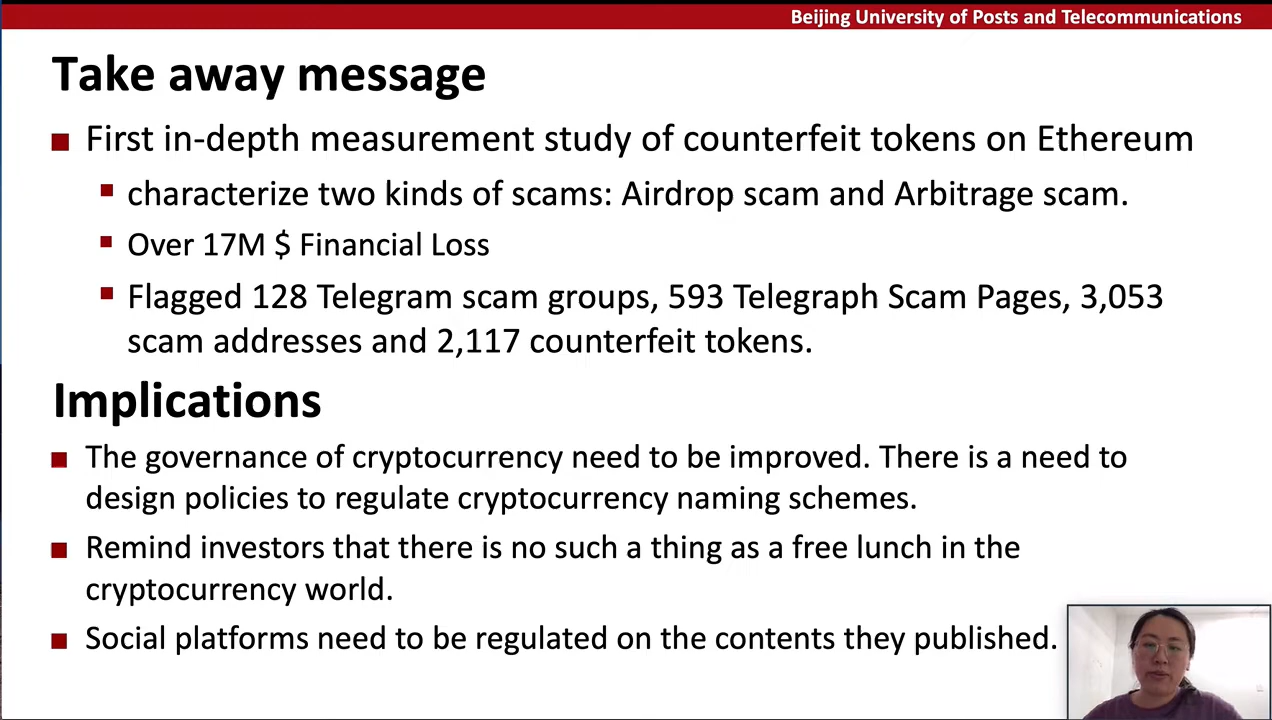 Beijing University of Posts and Telecommunications
Take away message
First in-depth measurement study of counterfeit tokens on Ethereum
characterize two kinds of scams: Airdrop scam and Arbitrage scam.
Over 17M $ Financial Loss
Flagged 128 Telegram scam groups, 593 Telegraph Scam Pages, 3,053
scam addresses and 2,117 counterfeit tokens.
Implications
The governance of cryptocurrency need to be improved. There is a need to
design policies to regulate cryptocurrency naming schemes.
Remind investors that there is no such a thing as a free lunch in the
cryptocurrency world.
Social platforms need to be regulated on the contents they published.